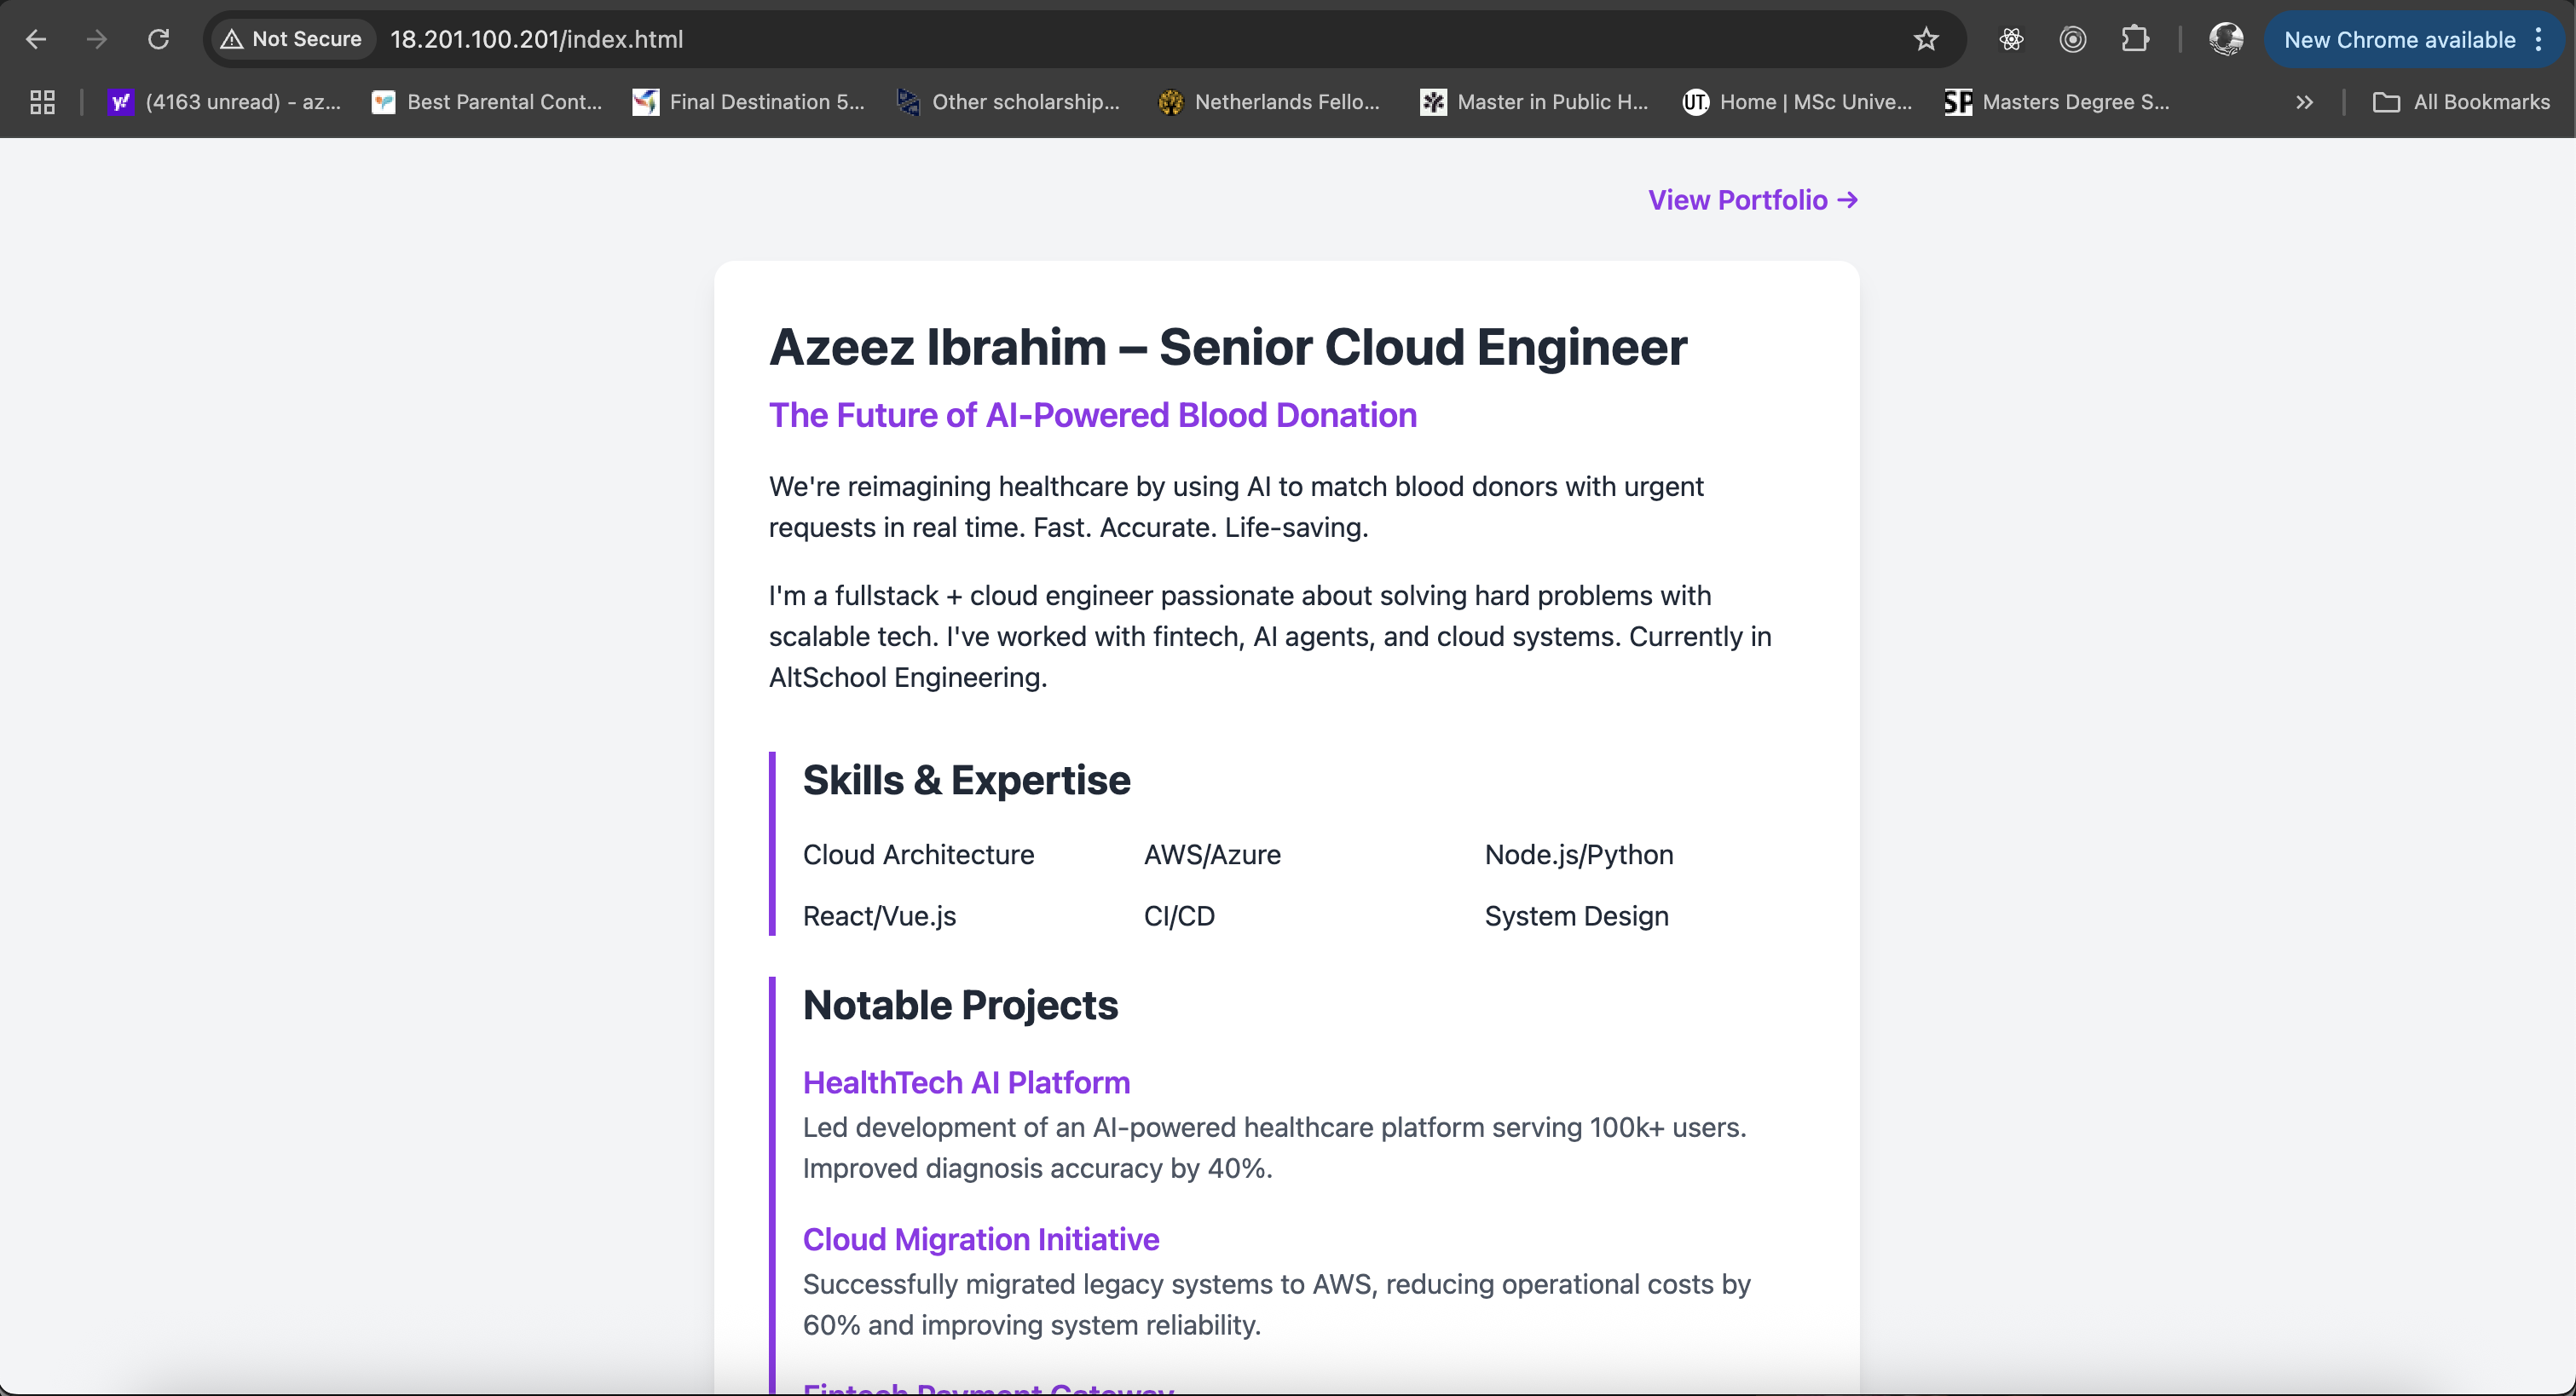 Not Secure 18.201.100.201/index.html New Chrome available
(4163 unread) - az... Best Parental Cont... Final Destination 5... Other scholarship... Netherlands Fello... Master in Public H... UT. Home | MSc Unive... SP Masters Degree S... All Bookmarks
View Portfolio →
Azeez Ibrahim – Senior Cloud Engineer
The Future of AI-Powered Blood Donation
We're reimagining healthcare by using AI to match blood donors with urgent
requests in real time. Fast. Accurate. Life-saving.
I'm a fullstack + cloud engineer passionate about solving hard problems with
scalable tech. I've worked with fintech, AI agents, and cloud systems. Currently in
AltSchool Engineering.
Skills & Expertise
Cloud Architecture AWS/Azure Node.js/Python
React/Vue.js CI/CD System Design
Notable Projects
HealthTech AI Platform
Led development of an AI-powered healthcare platform serving 100k+ users.
Improved diagnosis accuracy by 40%.
Cloud Migration Initiative
Successfully migrated legacy systems to AWS, reducing operational costs by
60% and improving system reliability.
Fintech Payment Gateway